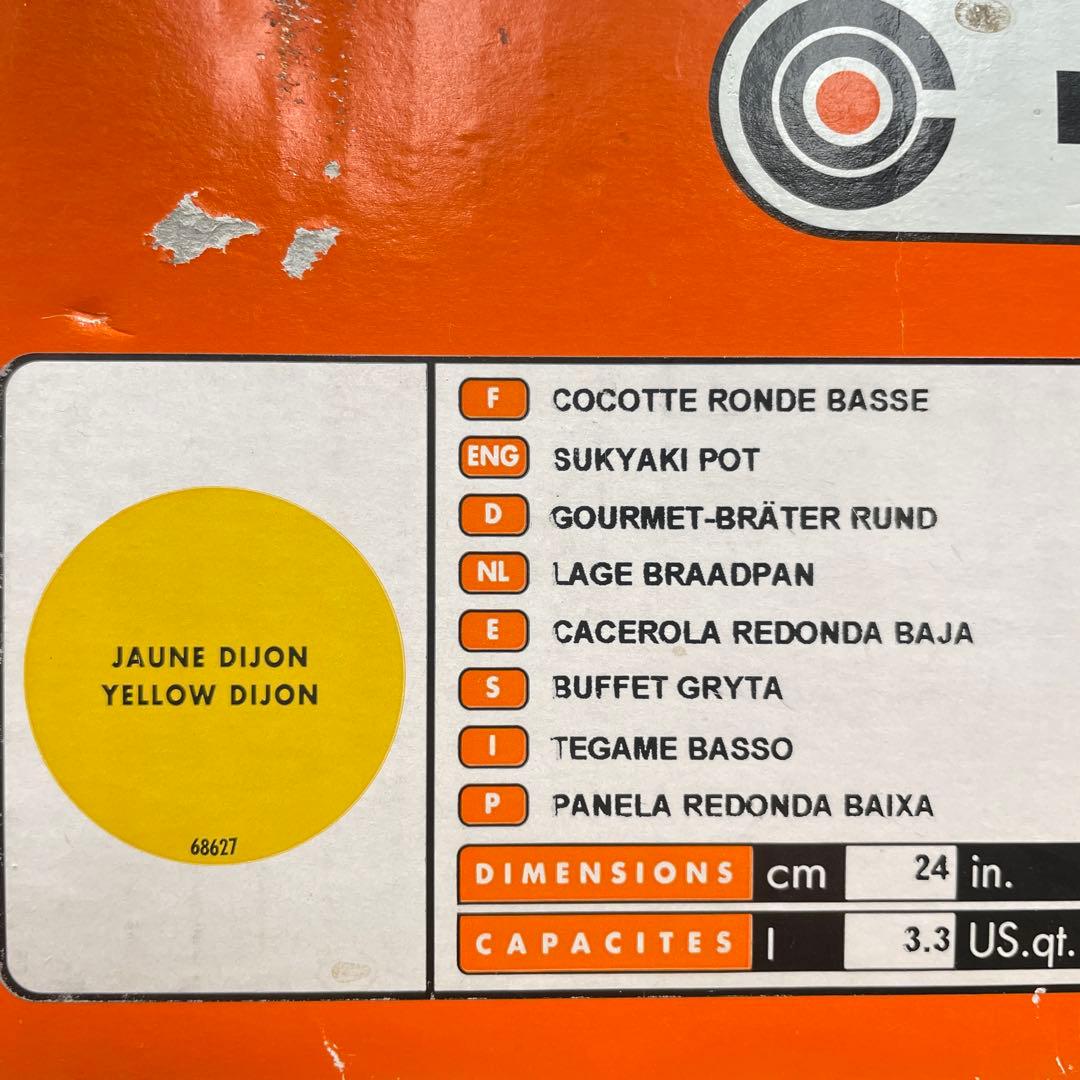 F COCOTTE RONDE BASSE
ENG SUKYAKI POT
D GOURMET-BRÄTER RUND
NL LAGE BRAADPAN
E CACEROLA REDONDA BAJA
S BUFFET GRYTA
I TEGAME BASSO
P PANELA REDONDA BAIXA
JAUNE DIJON
YELLOW DIJON
68627
DIMENSIONS cm 24 in.
CAPACITES l 3.3 US.qt.